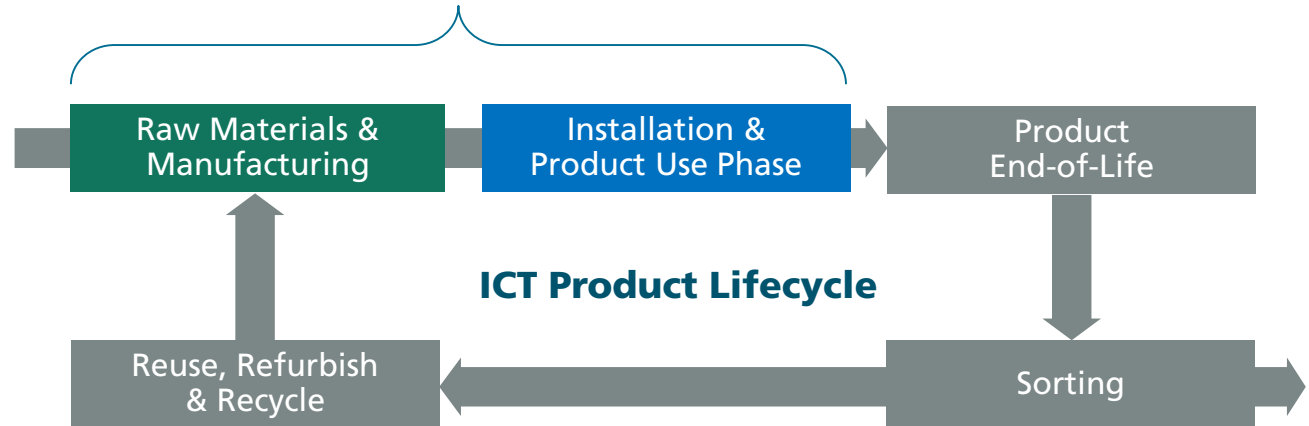 Raw Materials &
Manufacturing
Installation &
Product Use Phase
Product
End-of-Life
ICT Product Lifecycle
Reuse, Refurbish
& Recycle
Sorting